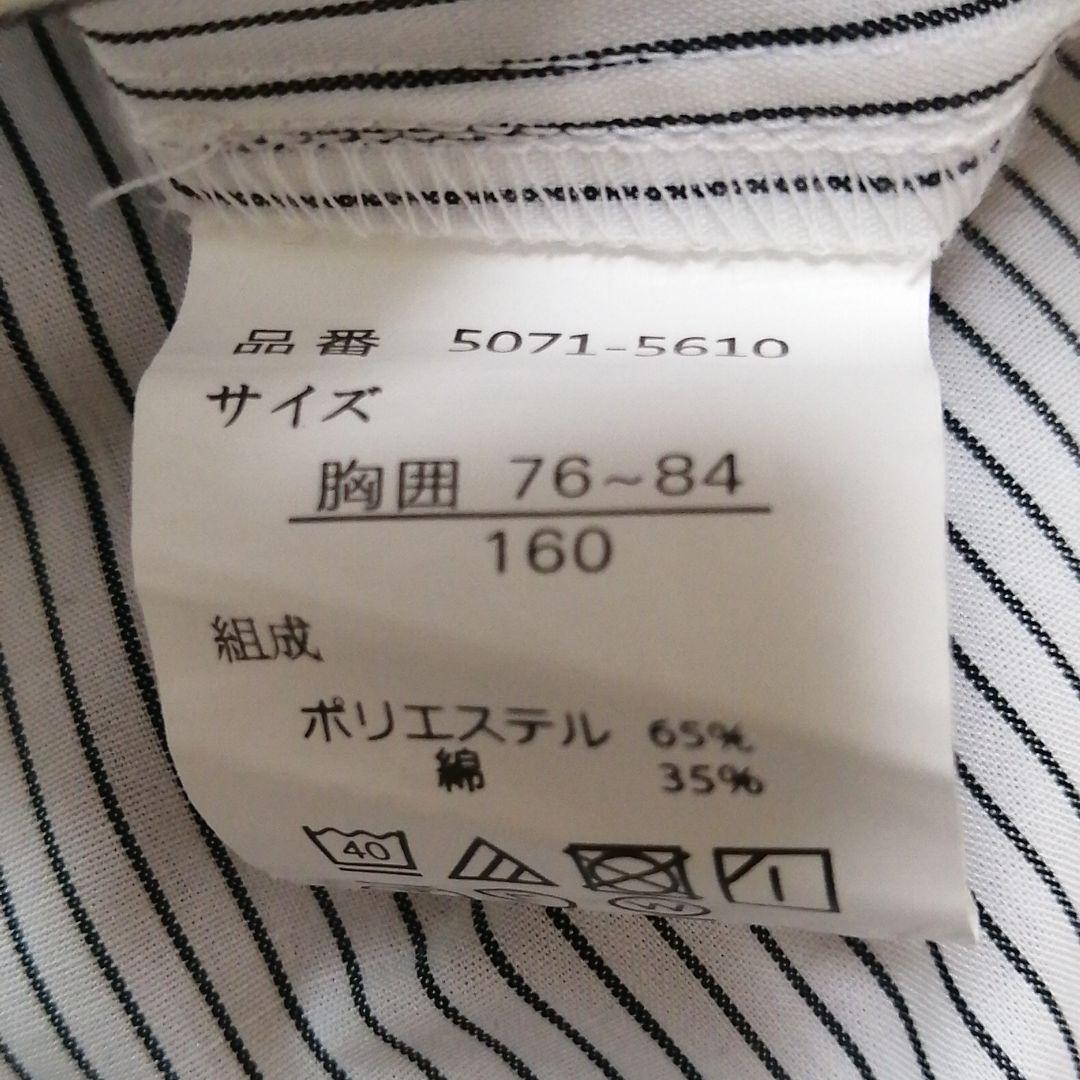 品番 5071-5610
サイズ
胸囲 76~84
160
組成
ポリエステル 65%
綿 35%
40